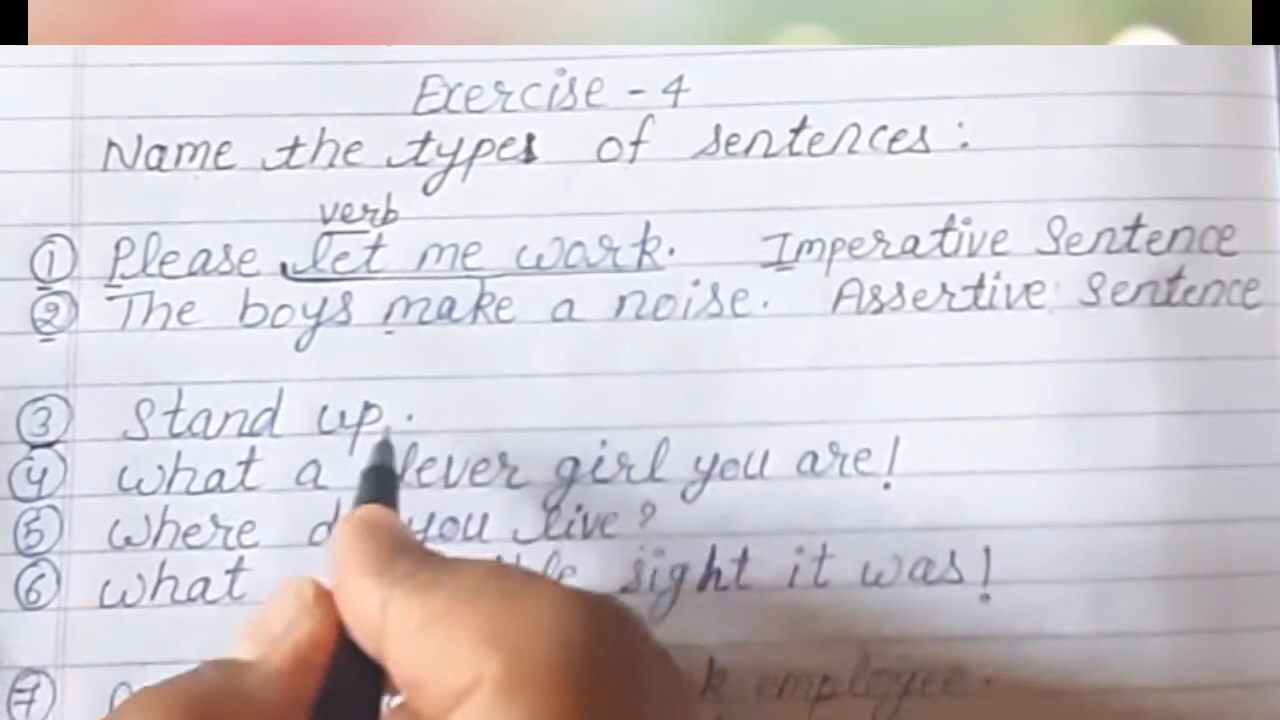 Exercise - 4
Name the types of sentences :
verb
① Please let me work. Imperative Sentence
② The boys make a noise. Assertive Sentence
③ Stand up.
④ What a clever girl you are!
⑤ Where do you live?
⑥ What sight it was!
⑦ employee.